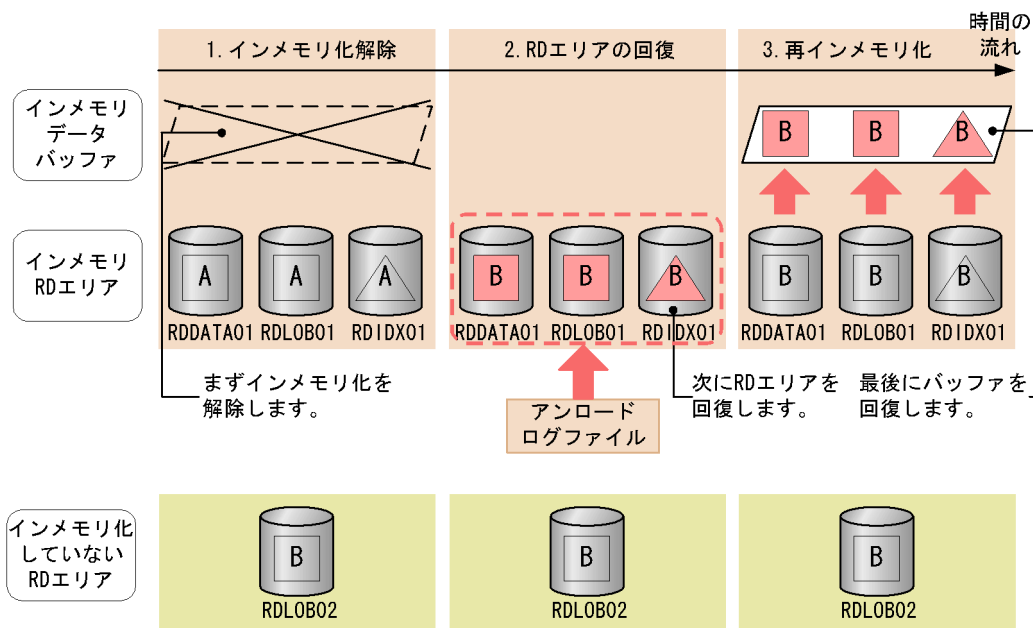 時間の
流れ
1.インメモリ化解除
2.RDエリアの回復
3.再インメモリ化
インメモリ
データ
バッファ
B
B
B
インメモリ
RDエリア
A
A
A
B
B
B
B
B
B
RDDATA01
RDLOB01
RDIDX01
RDDATA01
RDLOB01
RDIDX01
RDDATA01
RDLOB01
RDIDX01
まずインメモリ化を
解除します。
アンロード
ログファイル
次にRDエリアを
回復します。
最後にバッファを
回復します。
インメモリ化
していない
RDエリア
B
B
B
RDLOB02
RDLOB02
RDLOB02